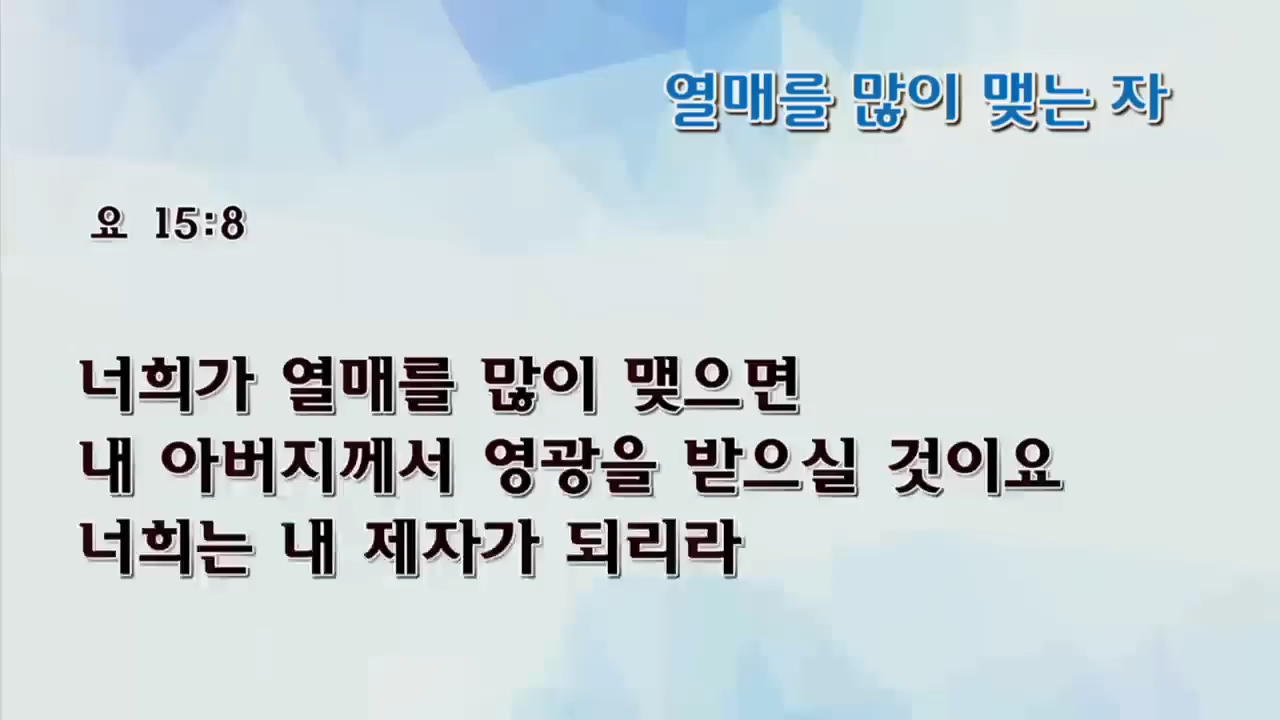 열매를 많이 맺는 자
요 15:8
너희가 열매를 많이 맺으면
내 아버지께서 영광을 받으실 것이요
너희는 내 제자가 되리라